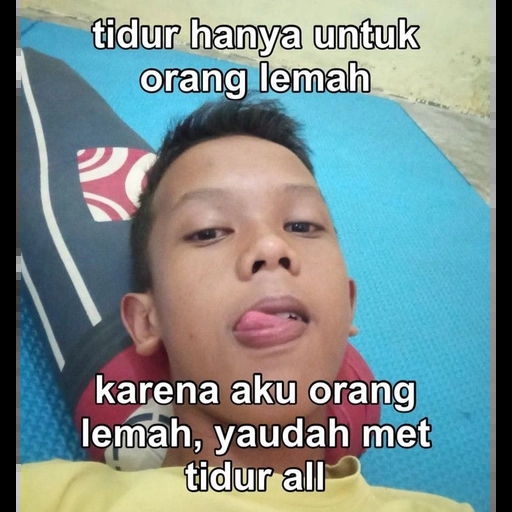 tidur hanya untuk
orang lemah
karena aku orang
lemah, yaudah met
tidur all